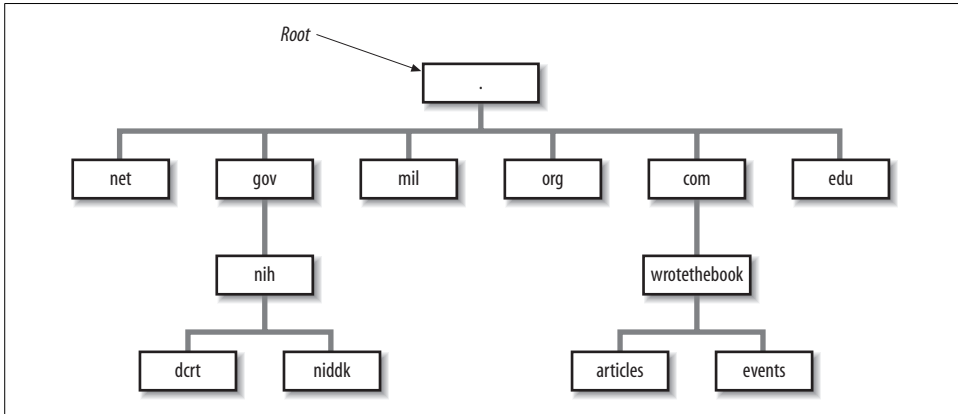 Root
.
net gov mil org com edu
nih wrotethebook
dcrt niddk articles events